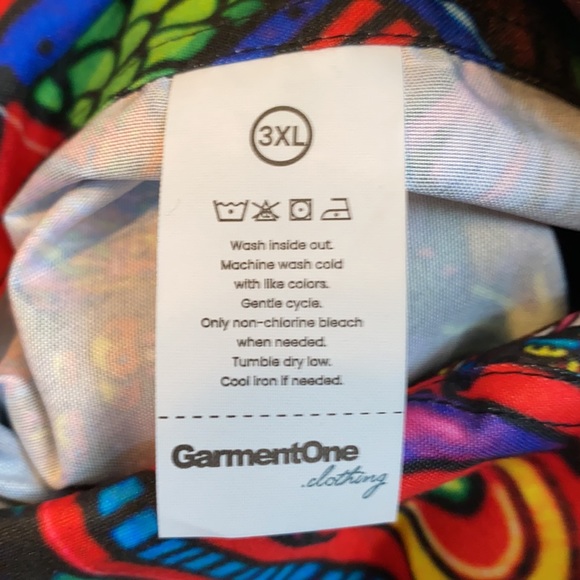 3XL
Wash inside out.
Machine wash cold
with like colors.
Gentle cycle.
Only non-chlorine bleach
when needed.
Tumble dry low.
Cool iron if needed.
GarmentOne
.clothing